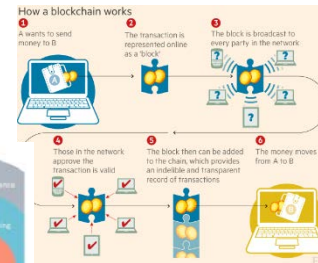 How a blockchain works
1
A wants to send
money to B
2
The transaction is
represented online
as a 'block'
3
The block is broadcast to
every party in the network
4
Those in the network
approve the
transaction is valid
5
The block then can be added
to the chain, which provides
an indelible and transparent
record of transactions
6
The money moves
from A to B